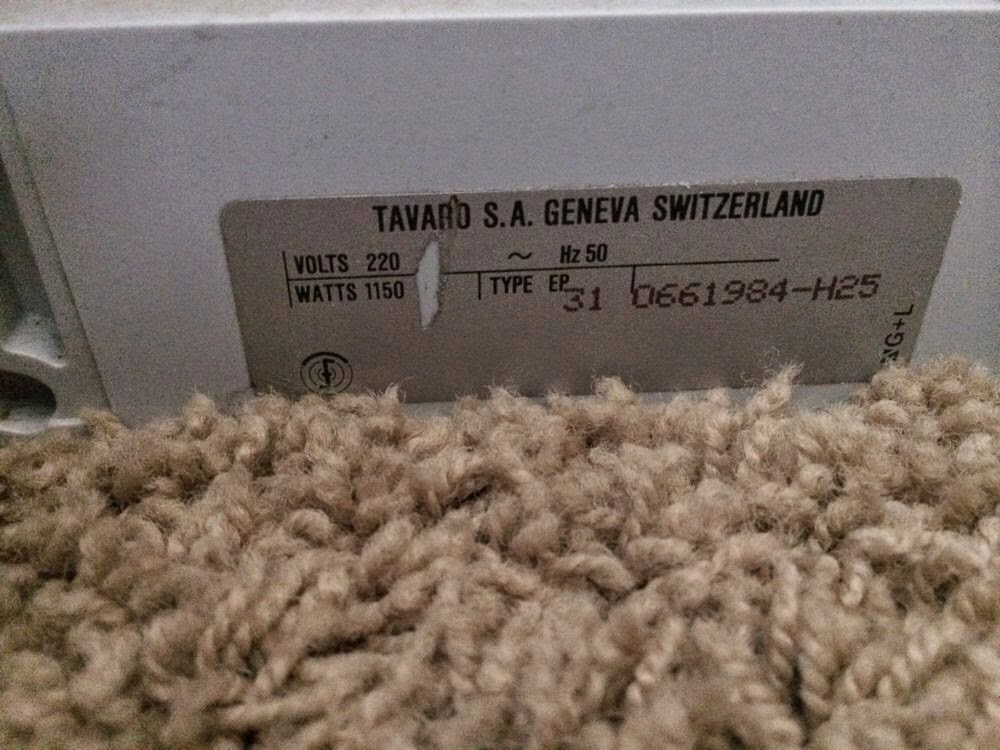 TAVARO S.A. GENEVA SWITZERLAND
VOLTS 220 ~ Hz 50
WATTS 1150 TYPE EP 31 0661984-H25
G+L